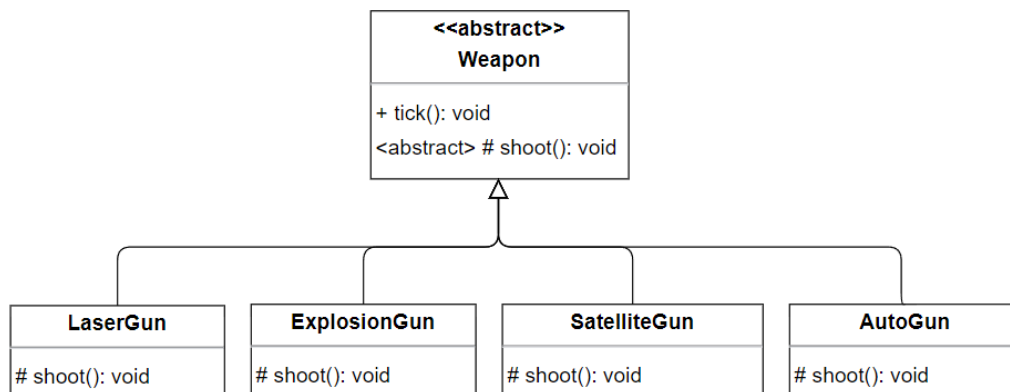 <<abstract>>
Weapon
+ tick(): void
<abstract> # shoot(): void
LaserGun
# shoot(): void
ExplosionGun
# shoot(): void
SatelliteGun
# shoot(): void
AutoGun
# shoot(): void